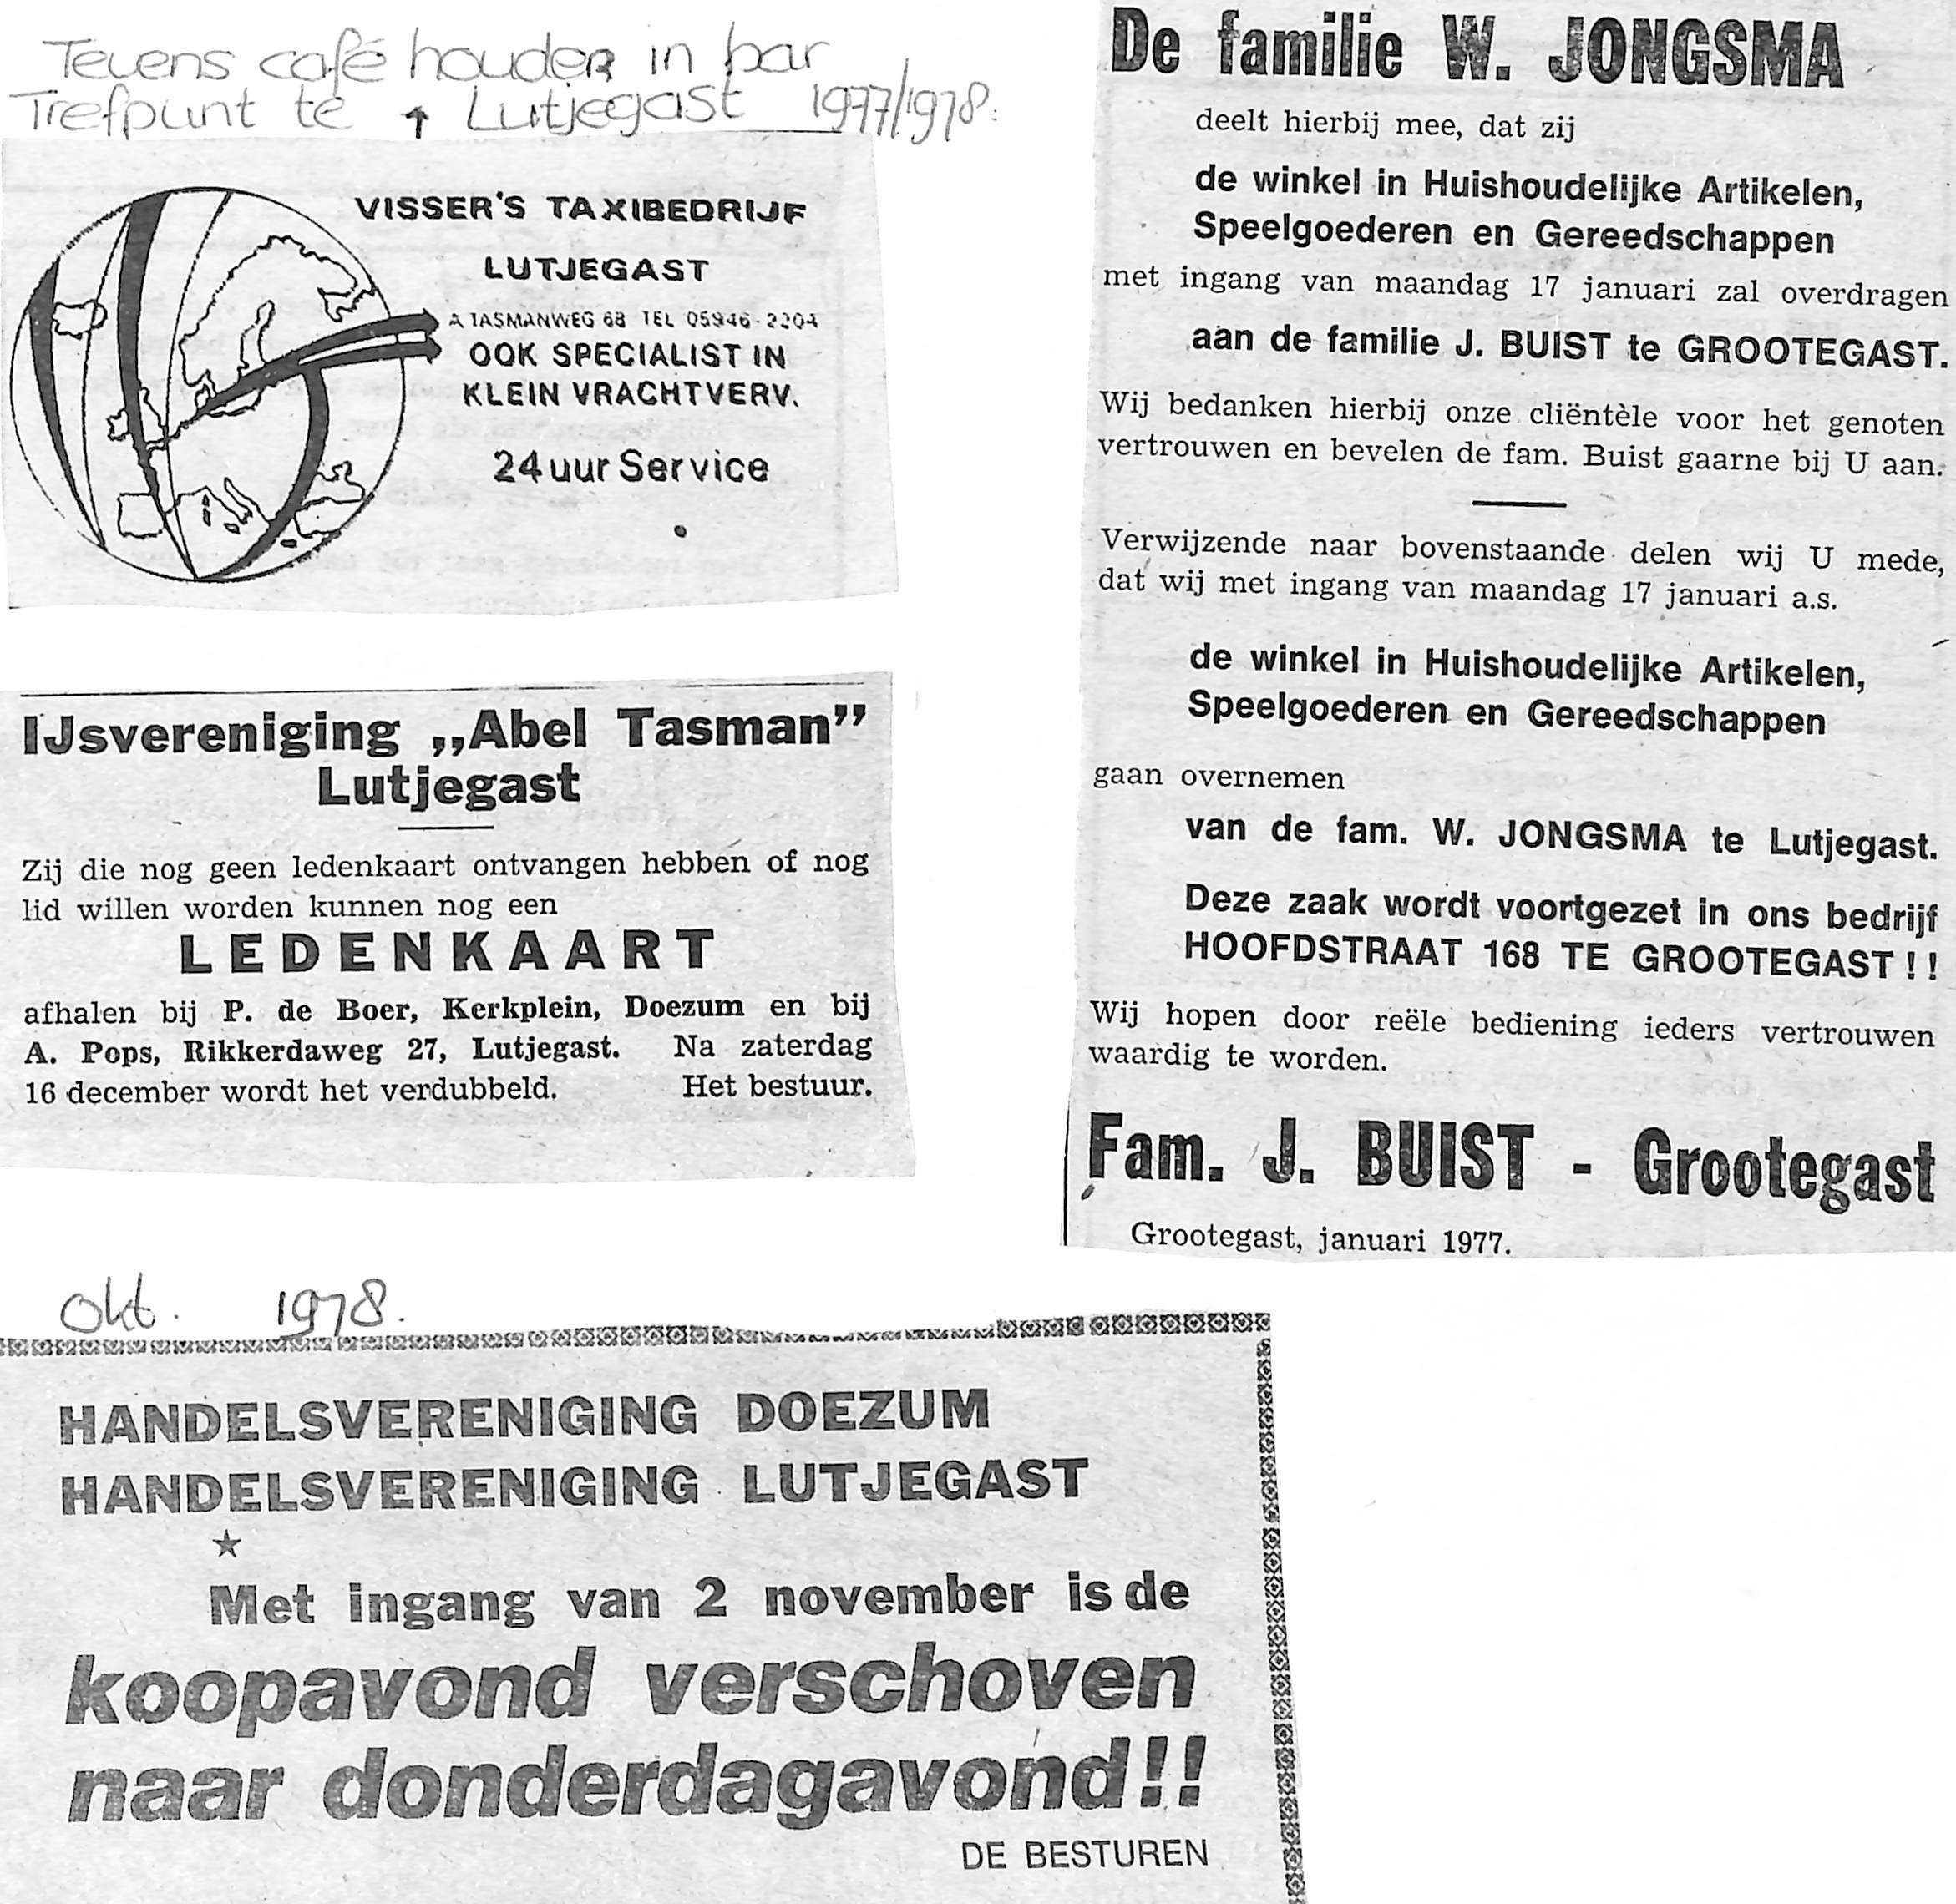 Tevens café houder in bar
Trefpunt te ↑ Lutjegast 1977/1978.
VISSER'S TAXIBEDRIJF
LUTJEGAST
A TASMANWEG 68 TEL 05946-2204
OOK SPECIALIST IN
KLEIN VRACHTVERV.
24 uur Service
IJsvereniging „Abel Tasman”
Lutjegast
Zij die nog geen ledenkaart ontvangen hebben of nog
lid willen worden kunnen nog een
LEDENKAART
afhalen bij P. de Boer, Kerkplein, Doezum en bij
A. Pops, Rikkerdaweg 27, Lutjegast. Na zaterdag
16 december wordt het verdubbeld. Het bestuur.
De familie W. JONGSMA
deelt hierbij mee, dat zij
de winkel in Huishoudelijke Artikelen,
Speelgoederen en Gereedschappen
met ingang van maandag 17 januari zal overdragen
aan de familie J. BUIST te GROOTEGAST.
Wij bedanken hierbij onze cliëntèle voor het genoten
vertrouwen en bevelen de fam. Buist gaarne bij U aan.
Verwijzende naar bovenstaande delen wij U mede,
dat wij met ingang van maandag 17 januari a.s.
de winkel in Huishoudelijke Artikelen,
Speelgoederen en Gereedschappen
gaan overnemen
van de fam. W. JONGSMA te Lutjegast.
Deze zaak wordt voortgezet in ons bedrijf
HOOFDSTRAAT 168 TE GROOTEGAST!!
Wij hopen door reële bediening ieders vertrouwen
waardig te worden.
Fam. J. BUIST - Grootegast
Grootegast, januari 1977.
okt. 1978.
HANDELSVERENIGING DOEZUM
HANDELSVERENIGING LUTJEGAST
★
Met ingang van 2 november is de
koopavond verschoven
naar donderdagavond!!
DE BESTUREN